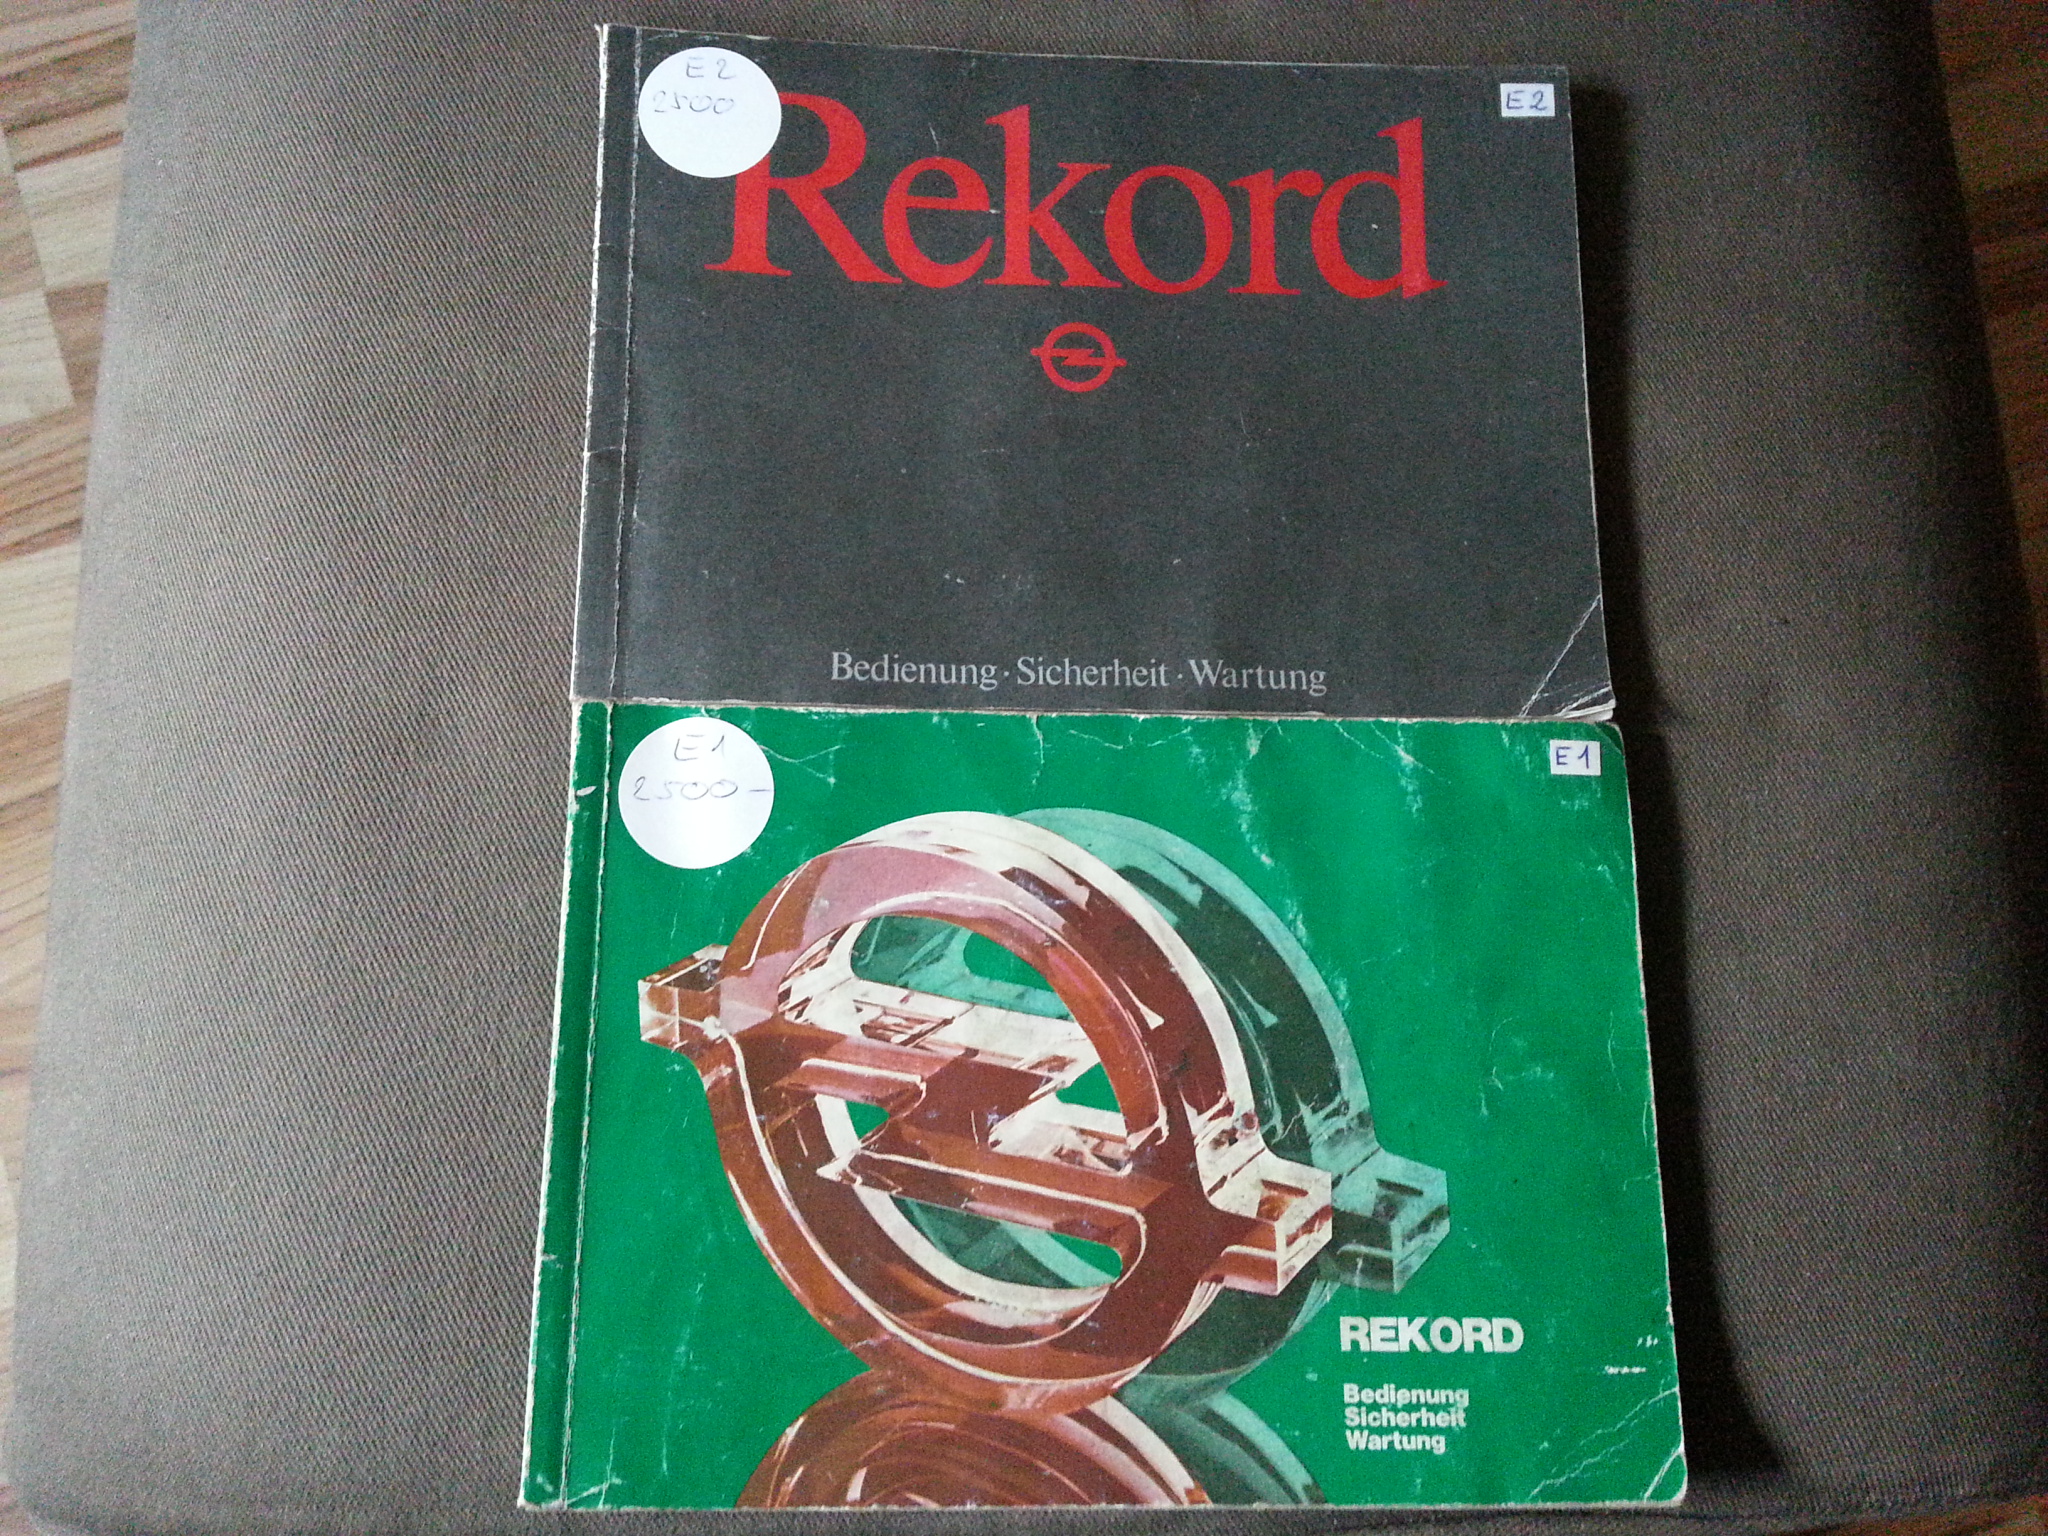 E2
2500
E2
Rekord
Bedienung · Sicherheit · Wartung
E1
2500-
E1
REKORD
Bedienung
Sicherheit
Wartung